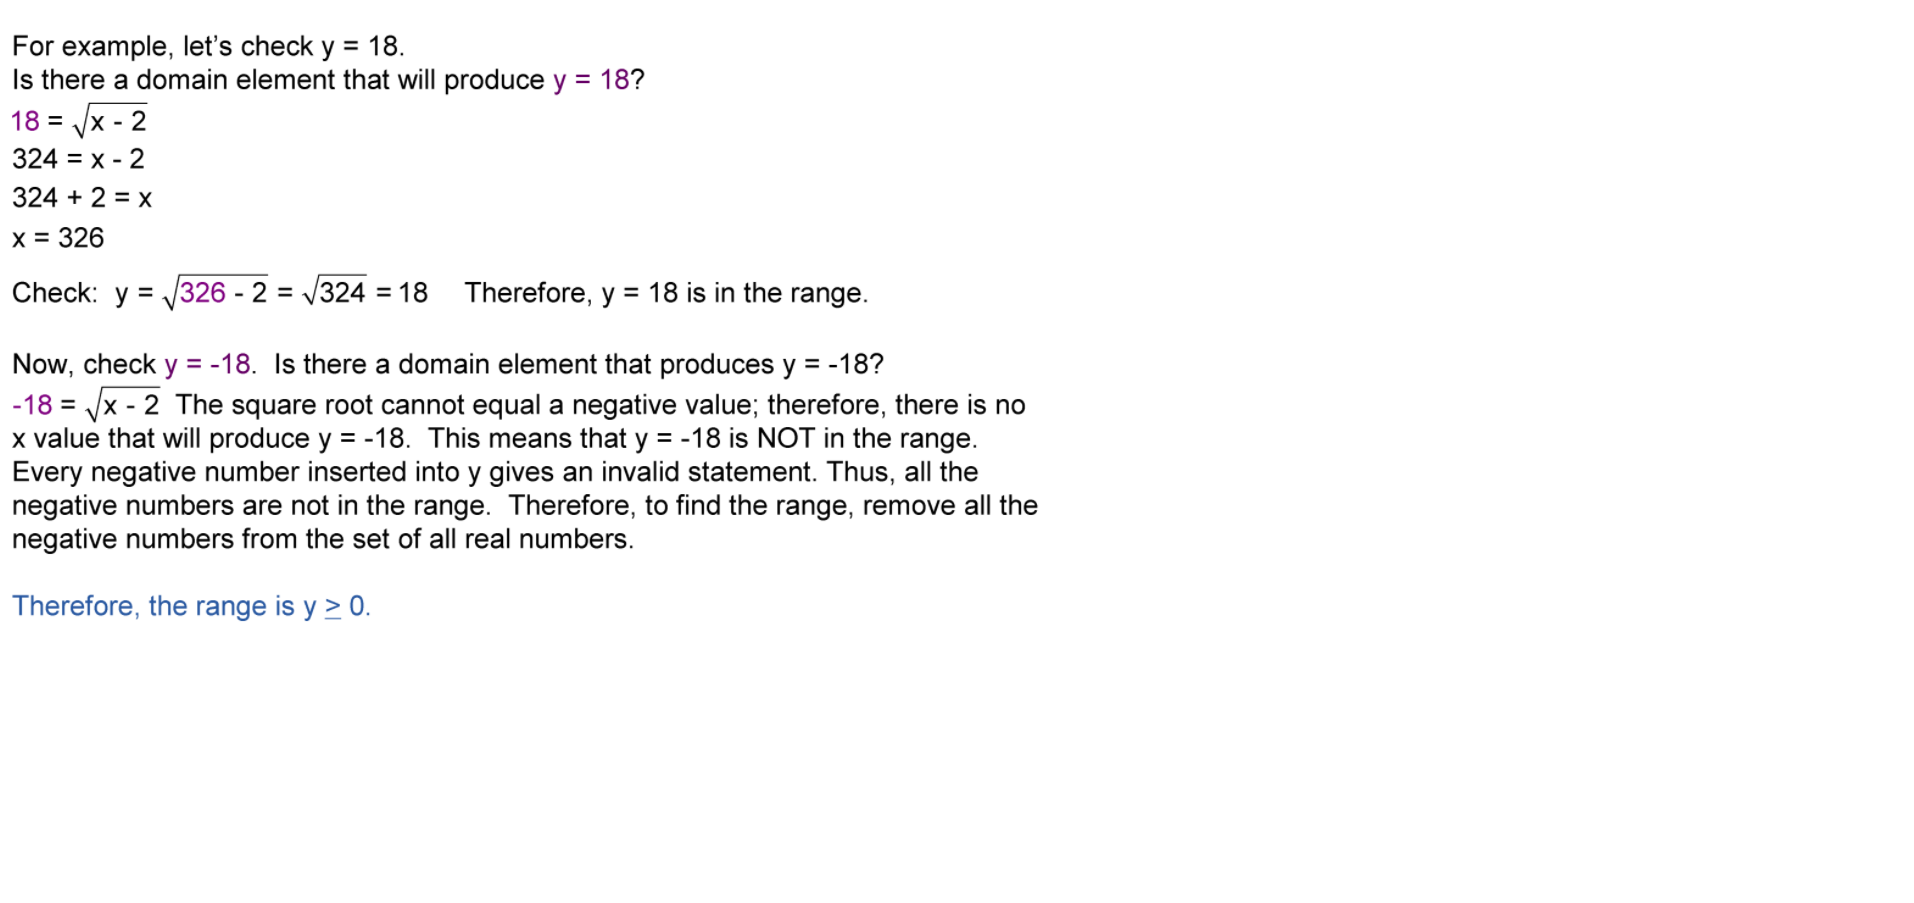 For example, let’s check y = 18.
Is there a domain element that will produce y = 18?
18 = √x - 2
324 = x - 2
324 + 2 = x
x = 326
Check: y = √326 - 2 = √324 = 18 Therefore, y = 18 is in the range.
Now, check y = -18. Is there a domain element that produces y = -18?
-18 = √x - 2 The square root cannot equal a negative value; therefore, there is no
x value that will produce y = -18. This means that y = -18 is NOT in the range.
Every negative number inserted into y gives an invalid statement. Thus, all the
negative numbers are not in the range. Therefore, to find the range, remove all the
negative numbers from the set of all real numbers.
Therefore, the range is y ≥ 0.